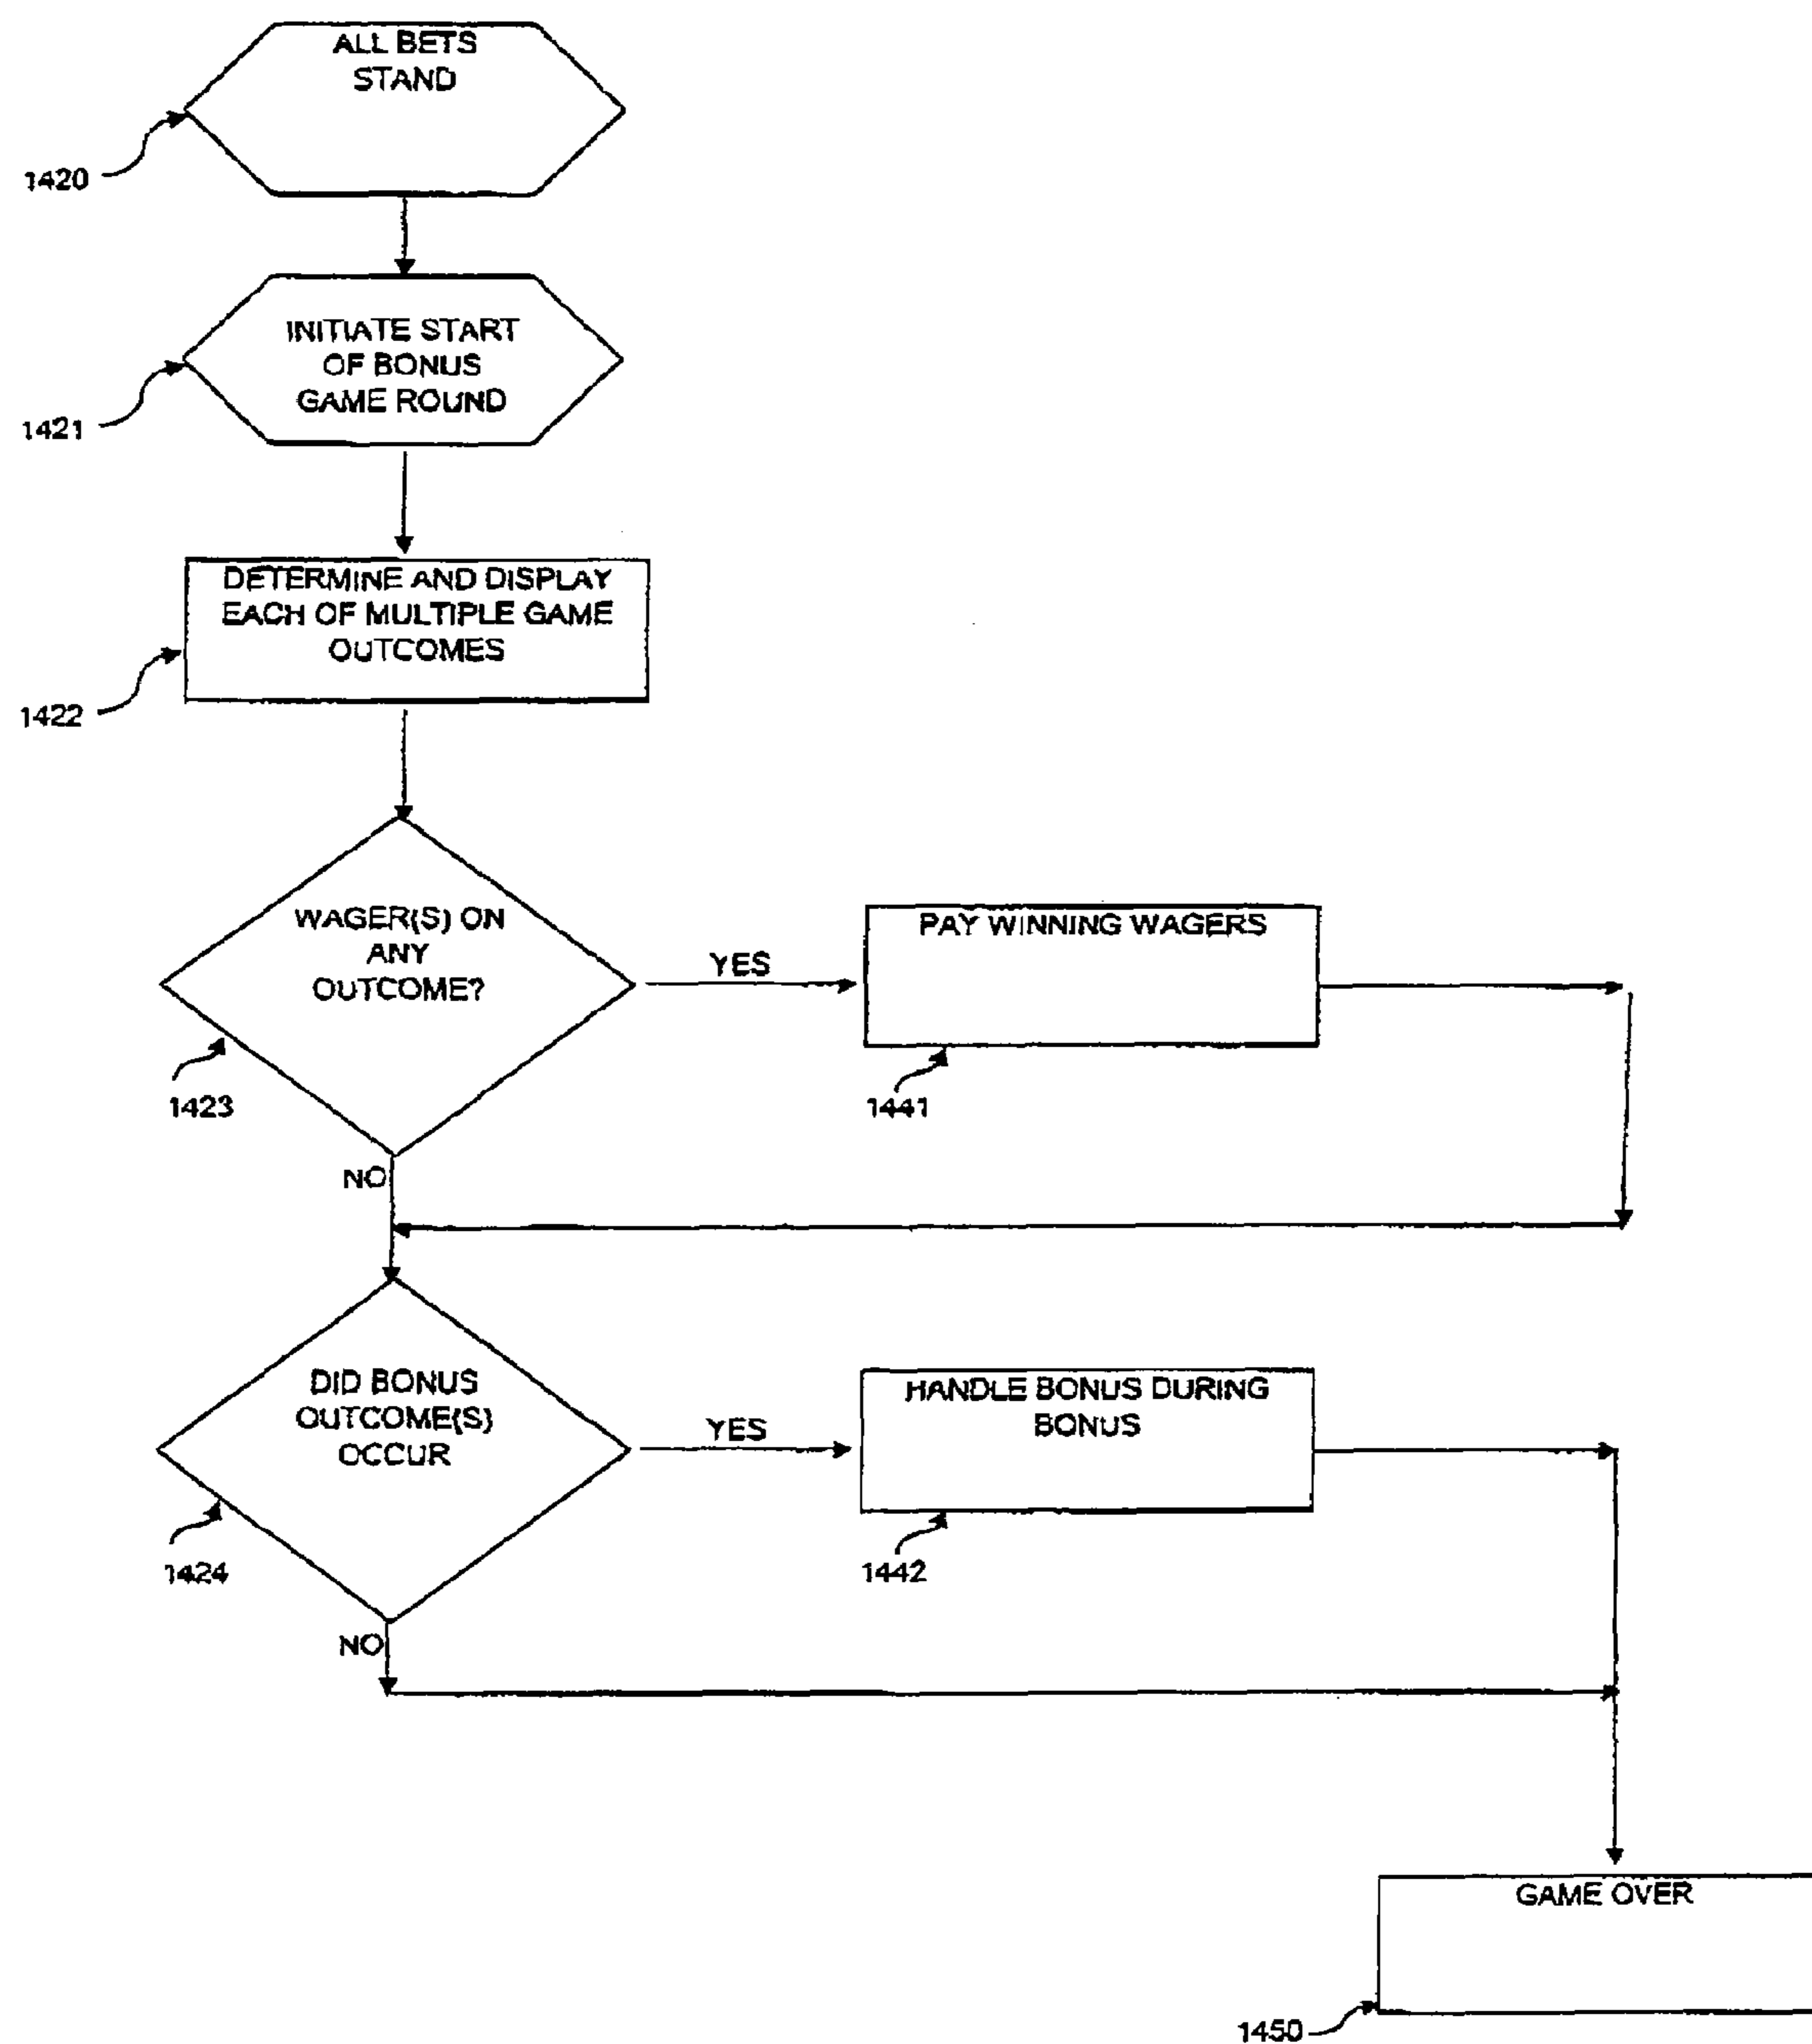 ALL BETS
STAND
1420
INITIATE START
OF BONUS
GAME ROUND
1421
DETERMINE AND DISPLAY
EACH OF MULTIPLE GAME
OUTCOMES
1422
WAGER(S) ON
ANY
OUTCOME?
YES
PAY WINNING WAGERS
1423
1441
NO
DID BONUS
OUTCOME(S)
OCCUR
YES
HANDLE BONUS DURING
BONUS
1424
1442
NO
GAME OVER
1450